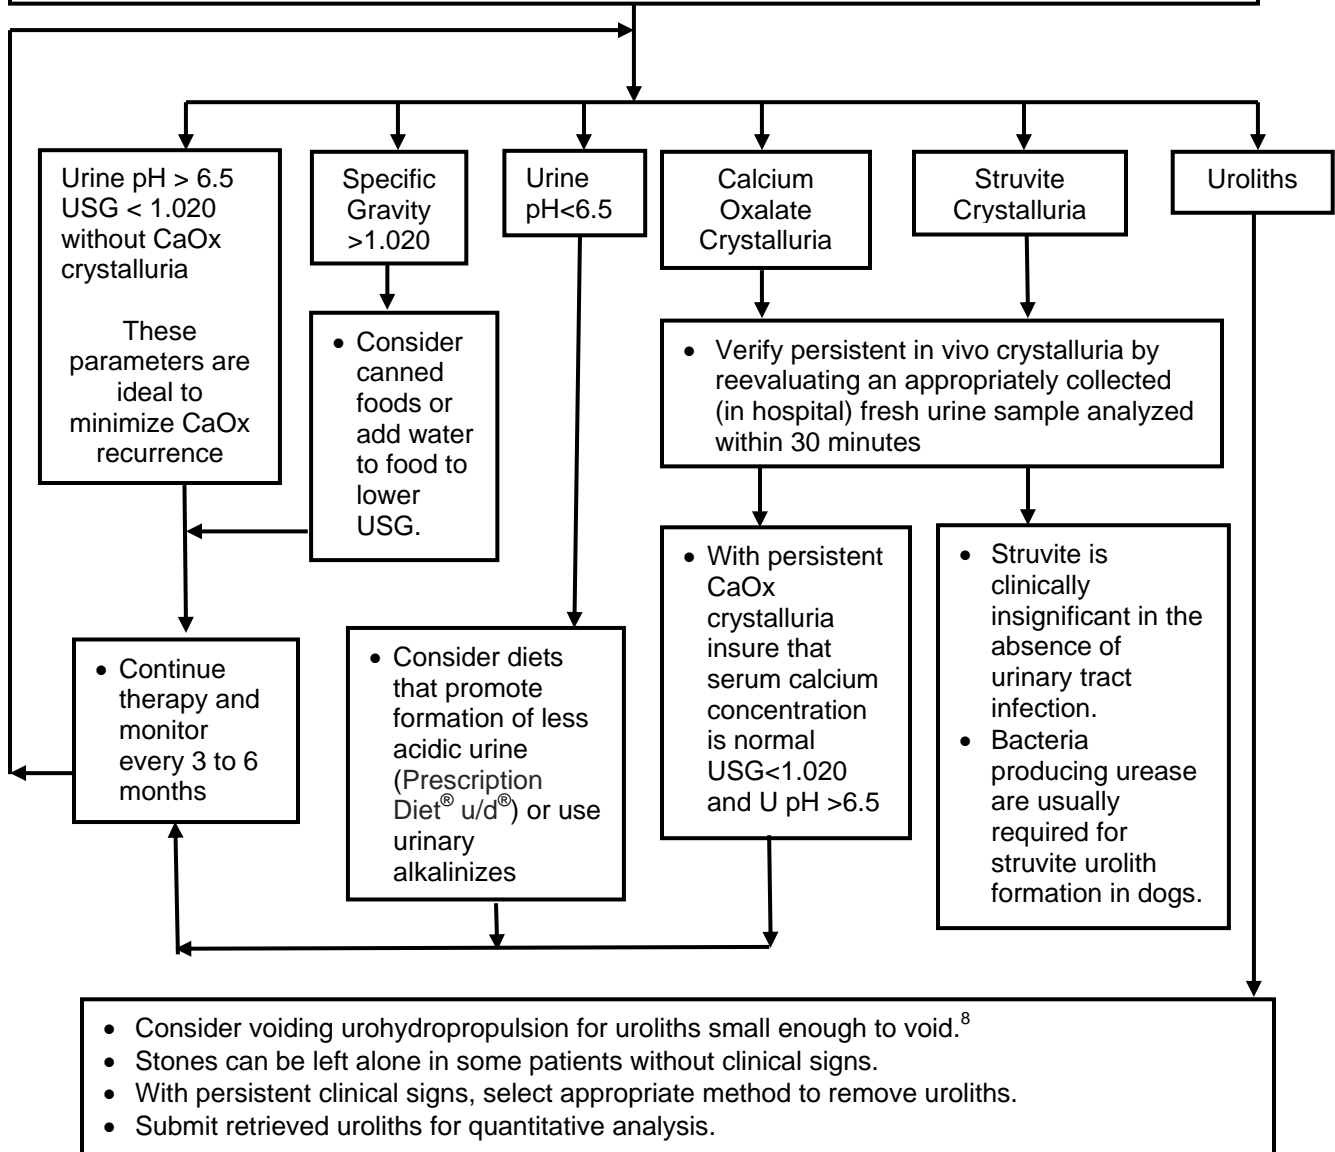 Urine pH > 6.5
USG < 1.020
without CaOx
crystalluria
These
parameters are
ideal to
minimize CaOx
recurrence
Specific
Gravity
>1.020
Urine
pH<6.5
Calcium
Oxalate
Crystalluria
Struvite
Crystalluria
Uroliths
• Consider
canned
foods or
add water
to food to
lower
USG.
• Verify persistent in vivo crystalluria by
reevaluating an appropriately collected
(in hospital) fresh urine sample analyzed
within 30 minutes
• Continue
therapy and
monitor
every 3 to 6
months
• Consider diets
that promote
formation of less
acidic urine
(Prescription
Diet® u/d®) or use
urinary
alkalinizes
• With persistent
CaOx
crystalluria
insure that
serum calcium
concentration
is normal
USG<1.020
and U pH >6.5
• Struvite is
clinically
insignificant in the
absence of
urinary tract
infection.
• Bacteria
producing urease
are usually
required for
struvite urolith
formation in dogs.
• Consider voiding urohydropropulsion for uroliths small enough to void.⁸
• Stones can be left alone in some patients without clinical signs.
• With persistent clinical signs, select appropriate method to remove uroliths.
• Submit retrieved uroliths for quantitative analysis.